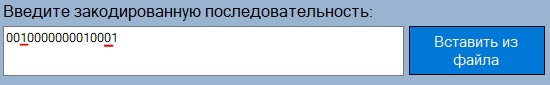 Введите закодированную последовательность:
0010000000010001
Вставить из
файла